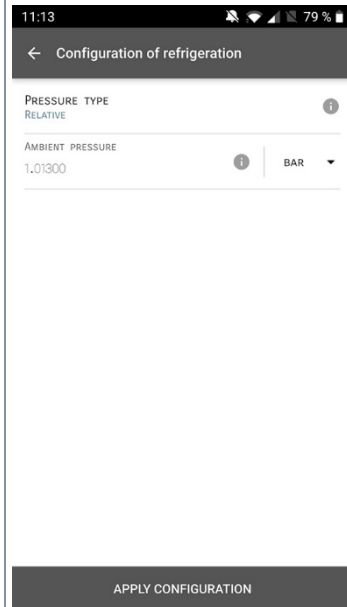 11:13 79 %
Configuration of refrigeration
PRESSURE TYPE
RELATIVE
AMBIENT PRESSURE
1.01300 BAR
APPLY CONFIGURATION